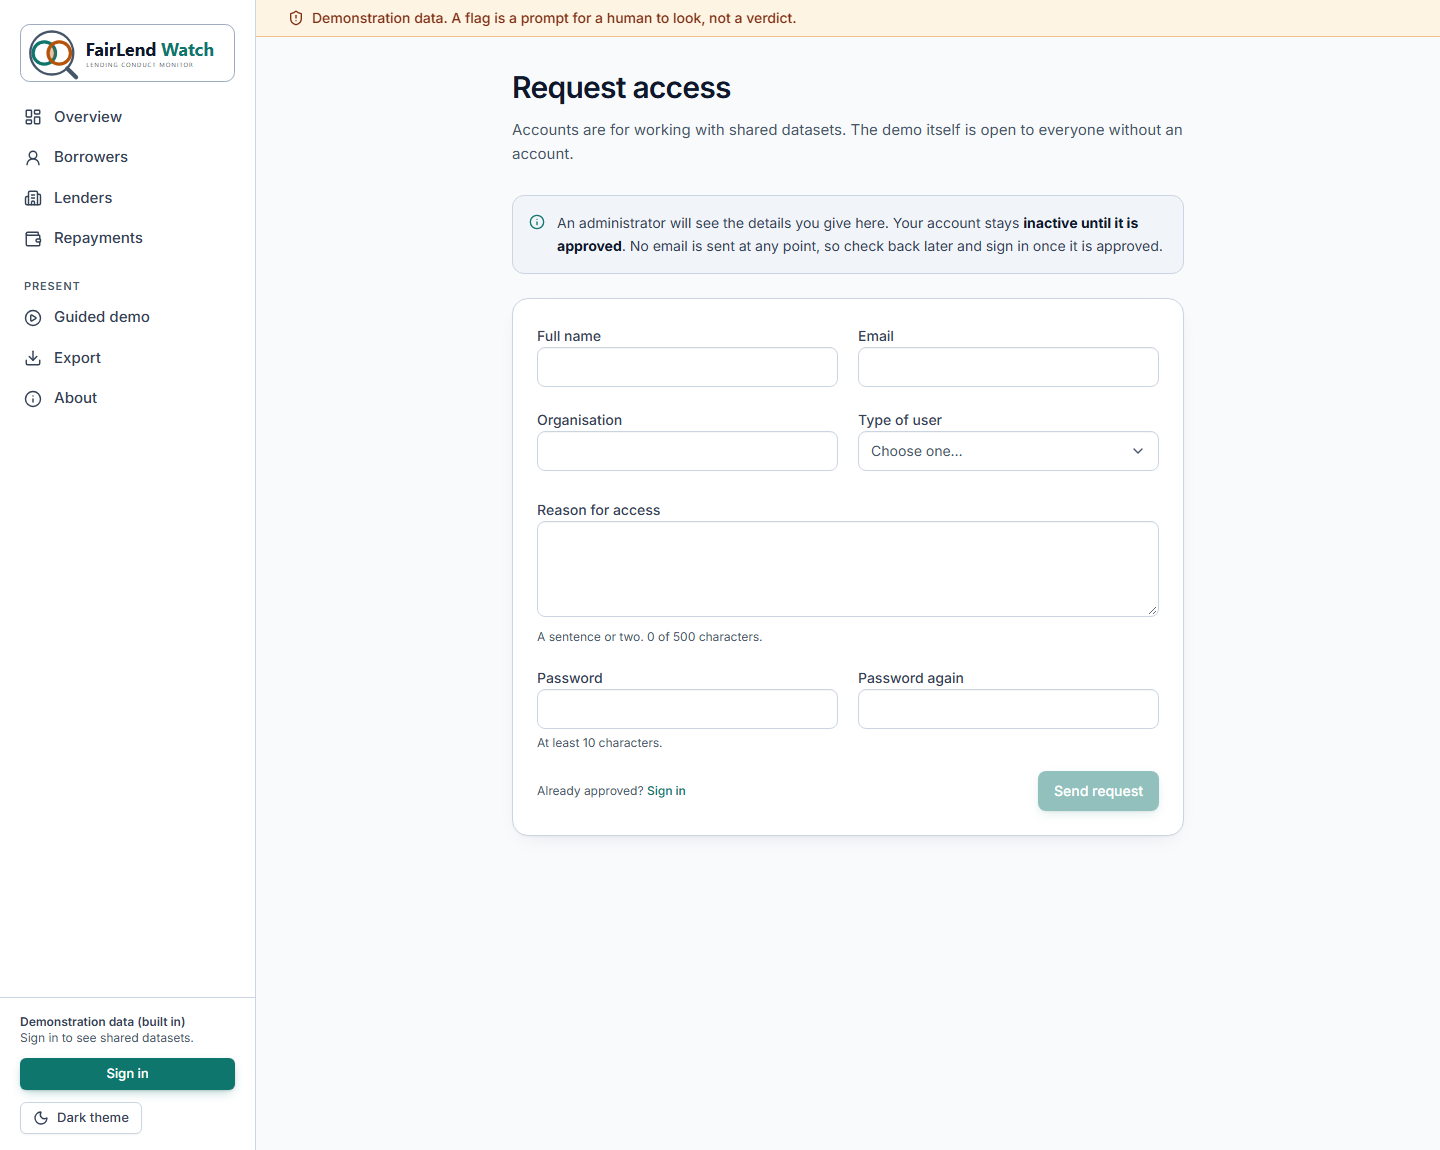 FairLend Watch
LENDING CONDUCT MONITOR
Overview
Borrowers
Lenders
Repayments
PRESENT
Guided demo
Export
About
Demonstration data (built in)
Sign in to see shared datasets.
Sign in
Dark theme
Demonstration data. A flag is a prompt for a human to look, not a verdict.
Request access
Accounts are for working with shared datasets. The demo itself is open to everyone without an
account.
An administrator will see the details you give here. Your account stays inactive until it is
approved. No email is sent at any point, so check back later and sign in once it is approved.
Full name
Email
Organisation
Type of user
Choose one...
Reason for access
A sentence or two. 0 of 500 characters.
Password
Password again
At least 10 characters.
Already approved? Sign in
Send request